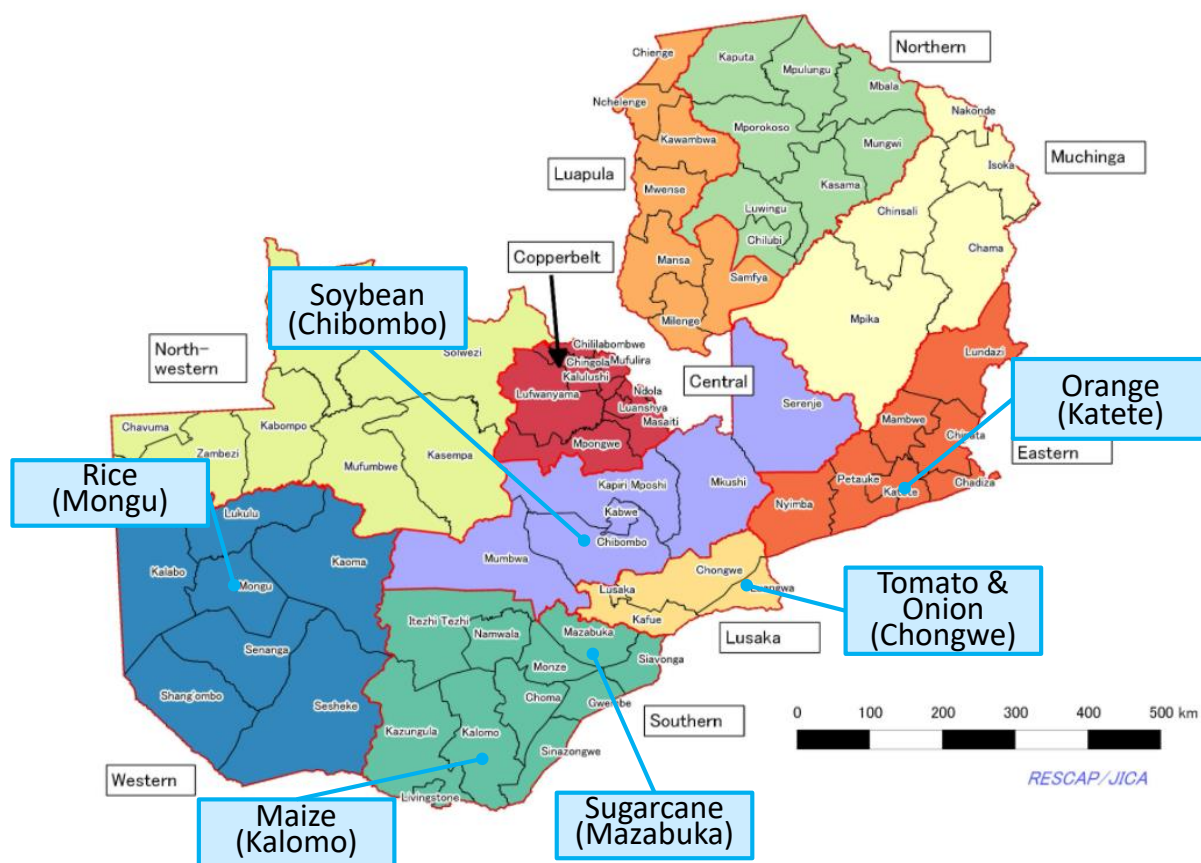 Northern
Chienge
Kaputa
Mpulungu
Mbala
Nchelenge
Nakonde
Mporokoso
Kawambwa
Mungwi
Isoka
Muchinga
Luapula
Mwense
Kasama
Luwingu
Chinsali
Chilubi
Chama
Copperbelt
Mansa
Samfya
Soybean
(Chibombo)
Milenge
Mpika
North-
western
Solwezi
Chililabombwe
Chingola
Mufulira
Kalulushi
Central
Lundazi
Lufwanyama
Ndola
Luanshya
Masaiti
Serenje
Orange
(Katete)
Chavuma
Kabompo
Mambwe
Chipata
Zambezi
Mufumbwe
Kasempa
Mpongwe
Eastern
Rice
(Mongu)
Kapiri Mposhi
Mkushi
Petauke
Katete
Chadiza
Nyimba
Lukulu
Kabwe
Kaoma
Mumbwa
Chibombo
Kalabo
Mongu
Chongwe
Luangwa
Tomato &
Onion
(Chongwe)
Lusaka
Kafue
Lusaka
Itezhi Tezhi
Namwala
Mazabuka
Siavonga
Senanga
Monze
Shang'ombo
Sesheke
Choma
Gwembe
Southern
Kazungula
Kalomo
Sinazongwe
0 100 200 300 400 500 km
Western
Livingstone
RESCAP/JICA
Maize
(Kalomo)
Sugarcane
(Mazabuka)